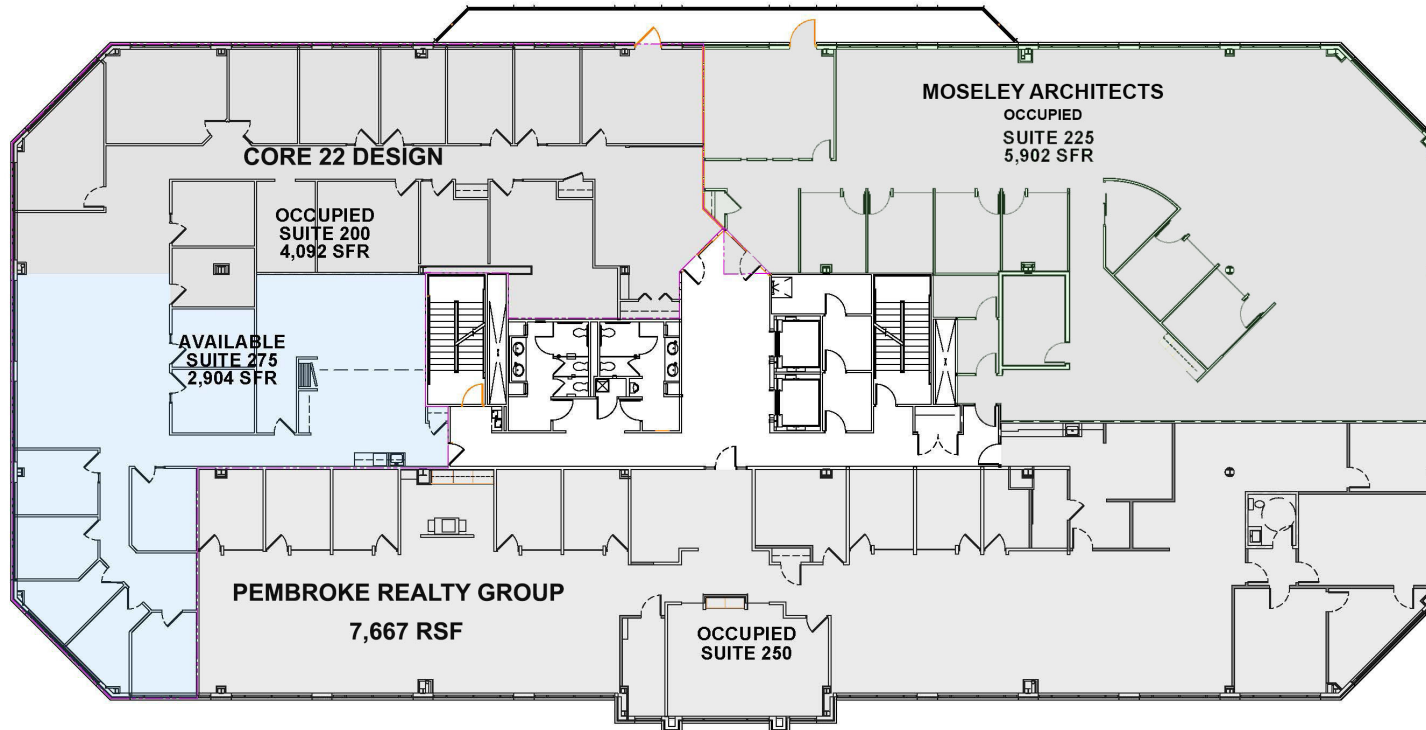 MOSELEY ARCHITECTS
OCCUPIED
SUITE 225
5,902 SFR
CORE 22 DESIGN
OCCUPIED
SUITE 200
4,092 SFR
AVAILABLE
SUITE 275
2,904 SFR
PEMBROKE REALTY GROUP
7,667 RSF
OCCUPIED
SUITE 250